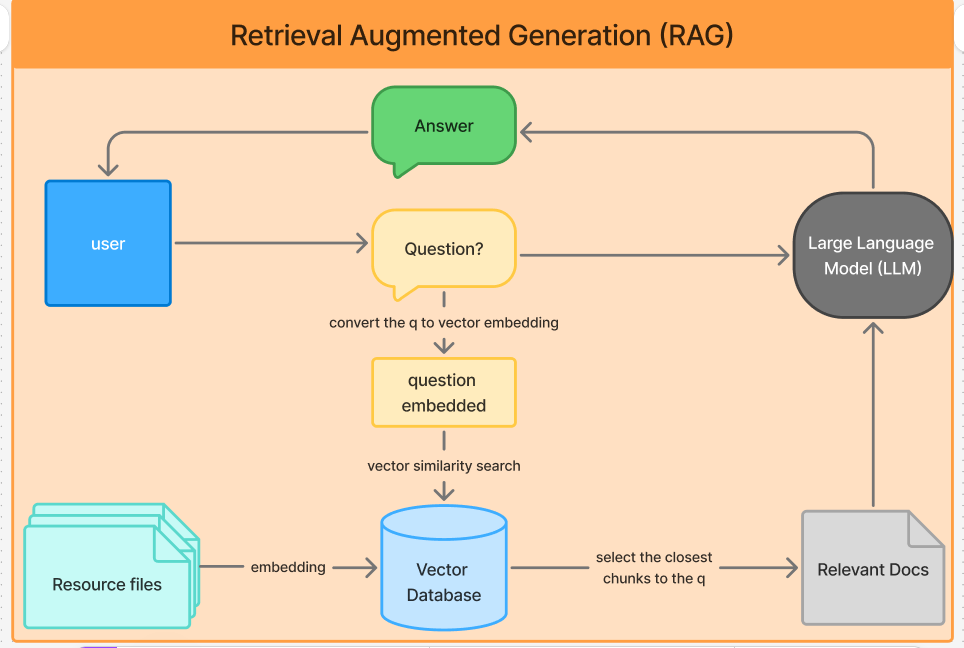 Retrieval Augmented Generation (RAG)
Answer
user
Question?
Large Language
Model (LLM)
convert the q to vector embedding
question
embedded
vector similarity search
Resource files
embedding
Vector
Database
select the closest
chunks to the q
Relevant Docs